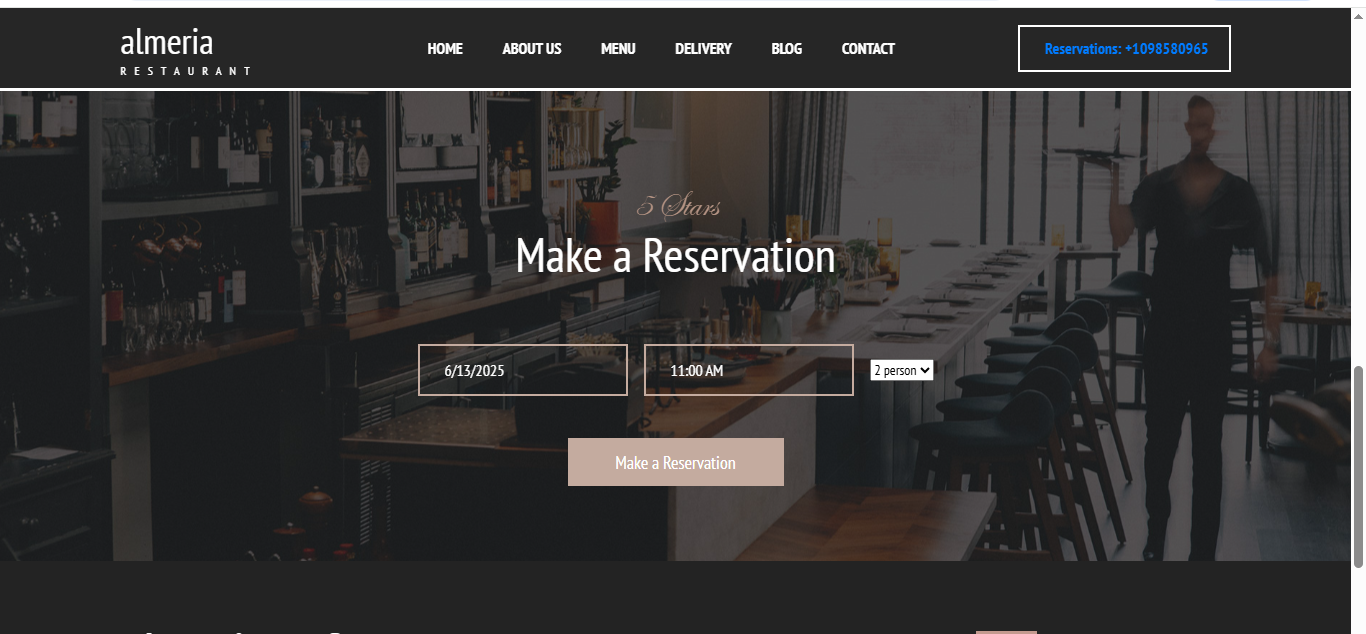 almeria
RESTAURANT
HOME ABOUT US MENU DELIVERY BLOG CONTACT
Reservations: +1098580965
5 Stars
Make a Reservation
6/13/2025 11:00 AM 2 person
Make a Reservation